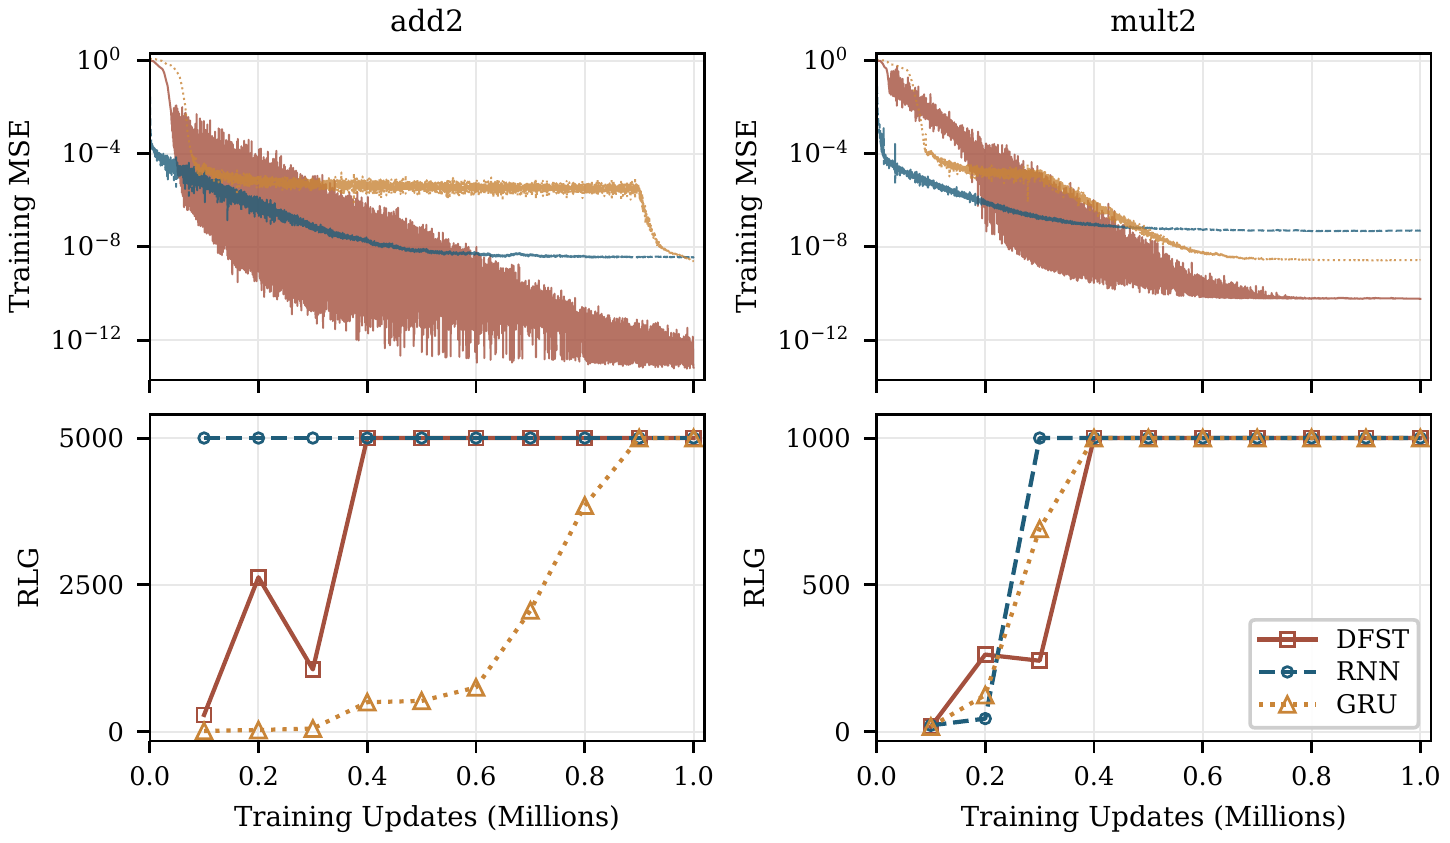 add2
mult2
Training MSE
10^0
10^-4
10^-8
10^-12
Training MSE
10^0
10^-4
10^-8
10^-12
RLG
5000
2500
0
0.0 0.2 0.4 0.6 0.8 1.0
Training Updates (Millions)
RLG
1000
500
0
DFST
RNN
GRU
0.0 0.2 0.4 0.6 0.8 1.0
Training Updates (Millions)